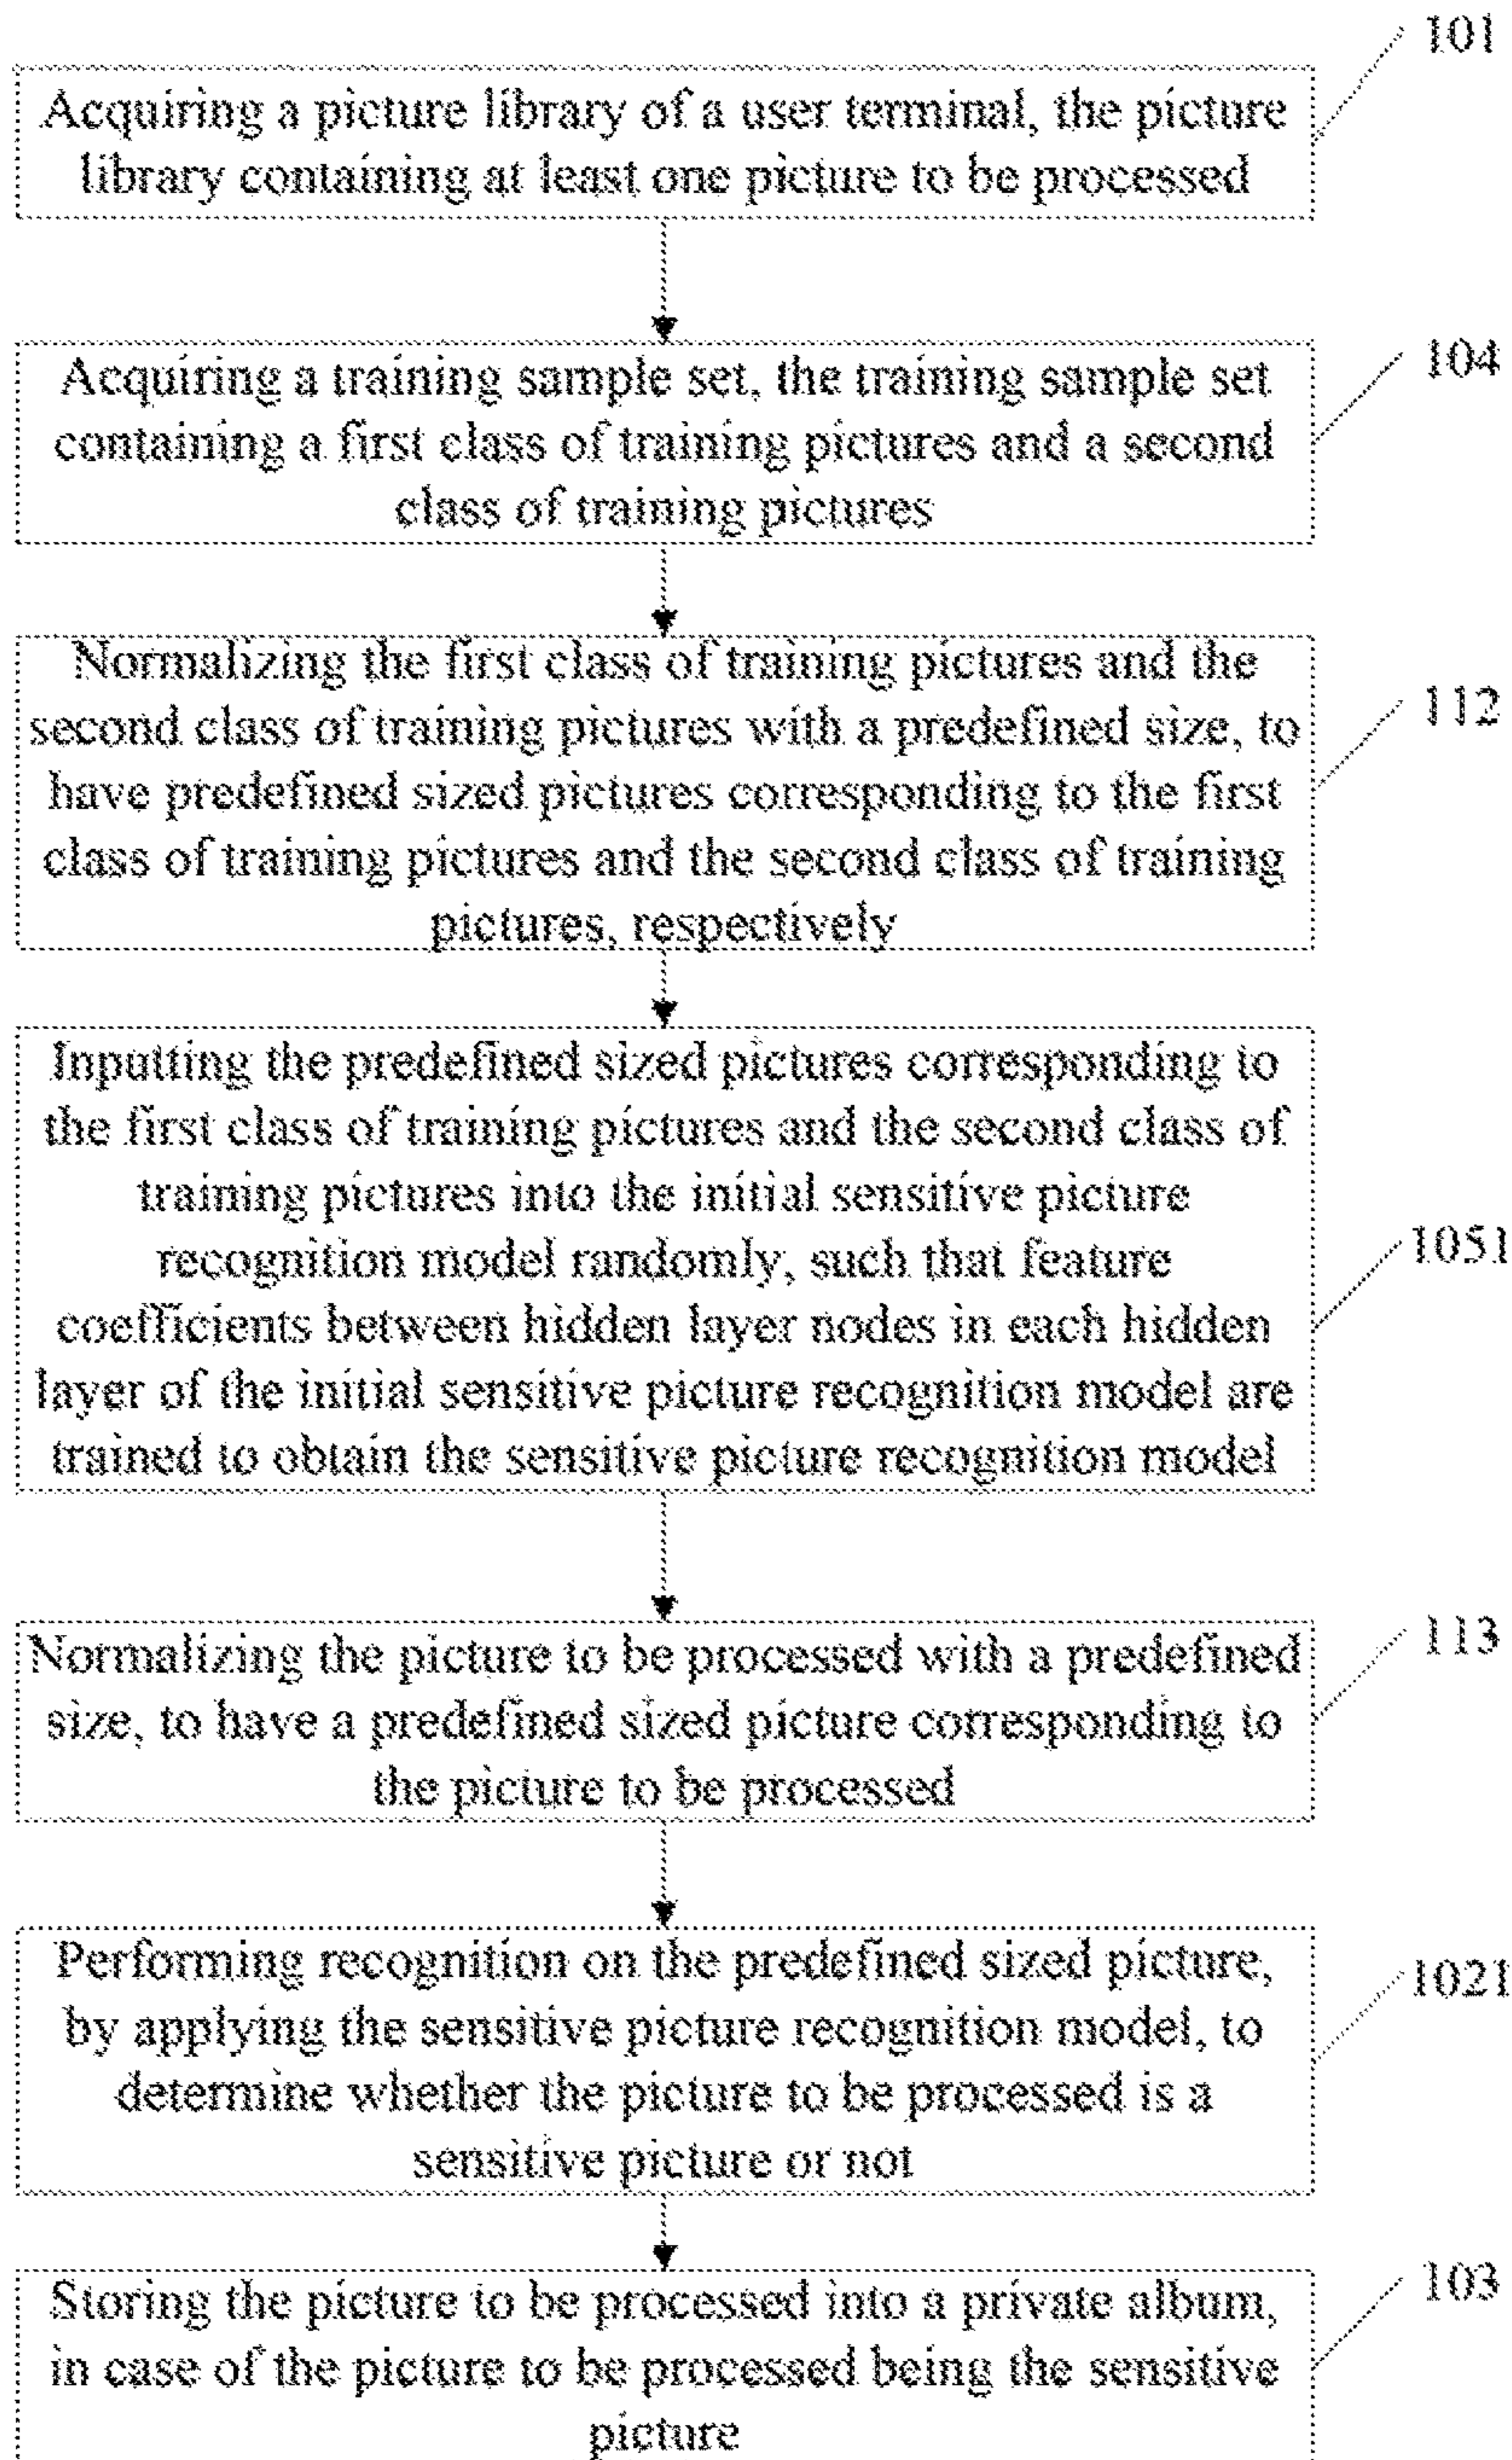 101
Acquiring a picture library of a user terminal, the picture
library containing at least one picture to be processed
104
Acquiring a training sample set, the training sample set
containing a first class of training pictures and a second
class of training pictures
Normalizing the first class of training pictures and the
second class of training pictures with a predefined size, to
112
have predefined sized pictures corresponding to the first
class of training pictures and the second class of training
pictures, respectively
Inputting the predefined sized pictures corresponding to
the first class of training pictures and the second class of
training pictures into the initial sensitive picture
1051
recognition model randomly, such that feature
coefficients between hidden layer nodes in each hidden
layer of the initial sensitive picture recognition model are
trained to obtain the sensitive picture recognition model
113
Normalizing the picture to be processed with a predefined
size, to have a predefined sized picture corresponding to
the picture to be processed
Performing recognition on the predefined sized picture,
1021
by applying the sensitive picture recognition model, to
determine whether the picture to be processed is a
sensitive picture or not
103
Storing the picture to be processed into a private album,
in case of the picture to be processed being the sensitive
picture